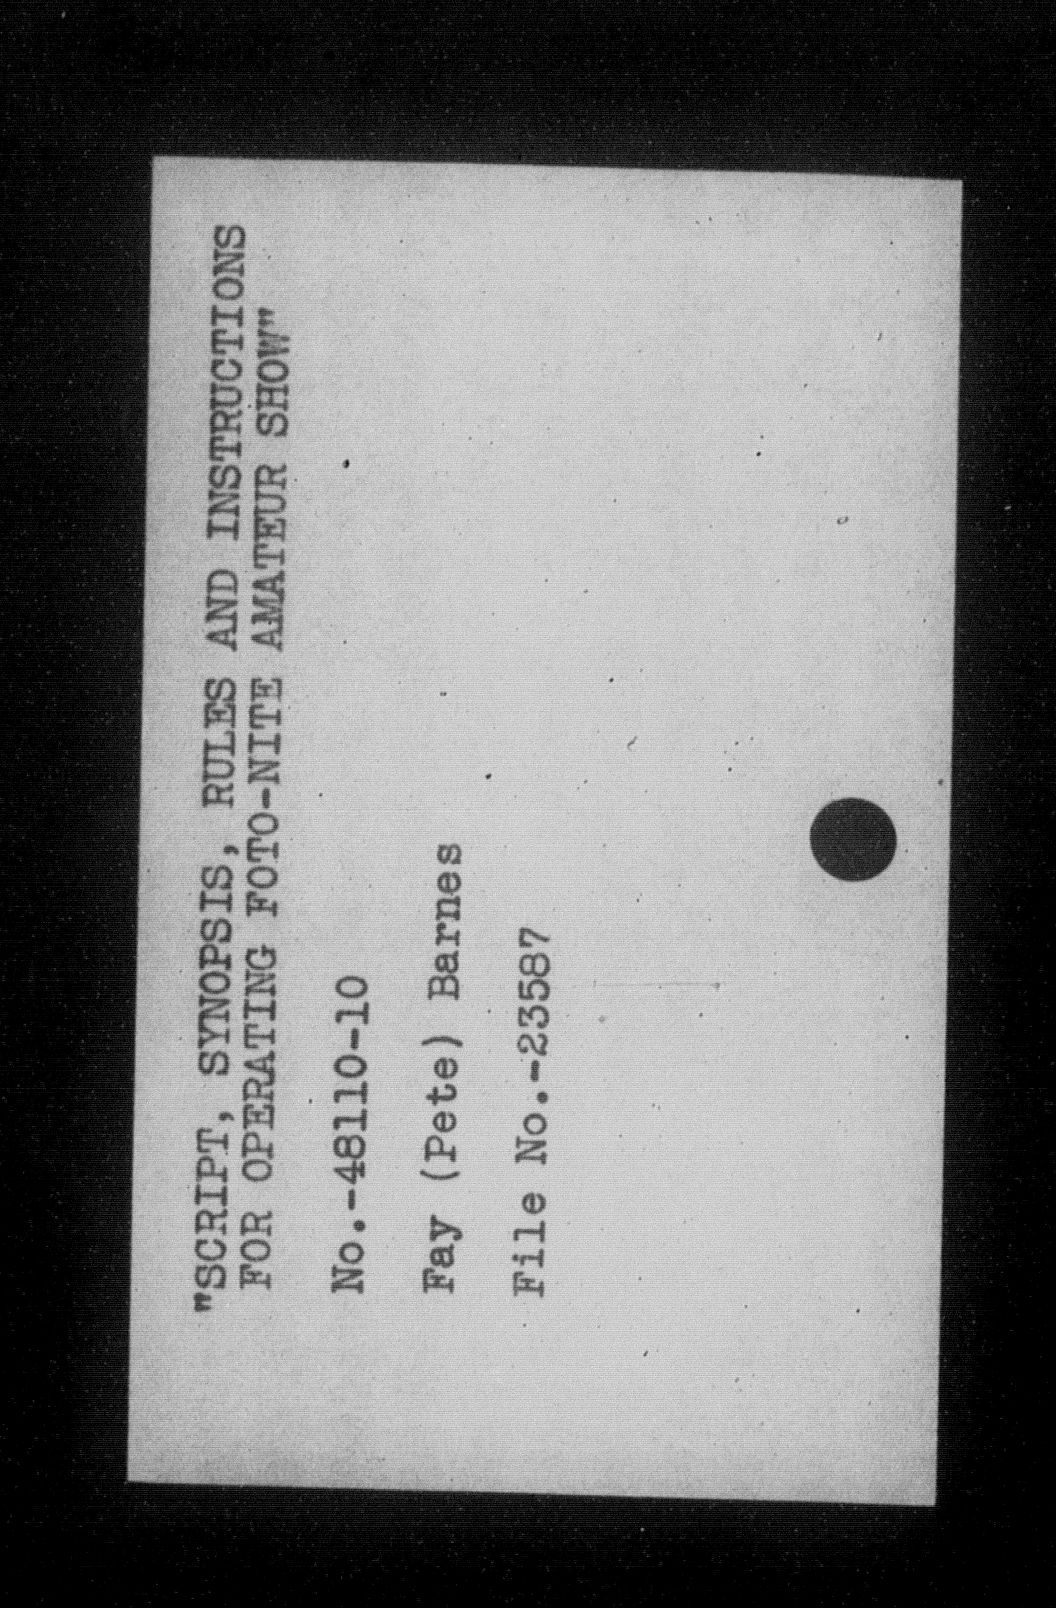 "SCRIPT, SYNOPSIS, RULES AND INSTRUCTIONS
FOR OPERATING FOTO-NITE AMATEUR SHOW"
No.-48110-10
Fay (Pete) Barnes
File No.-23587